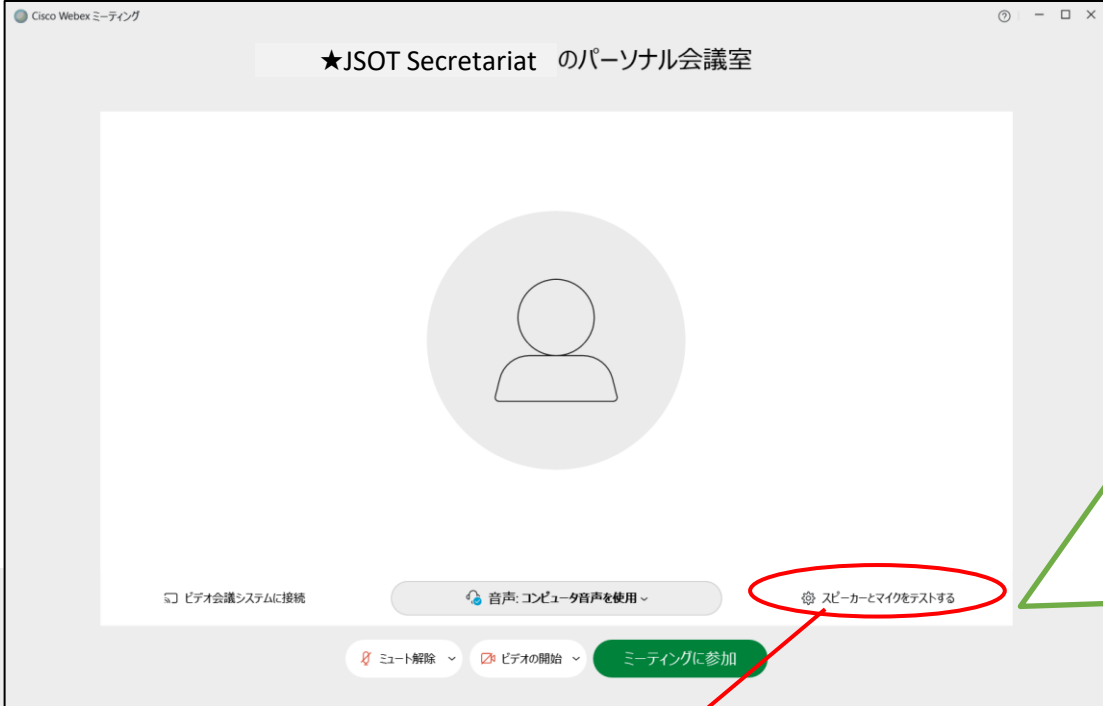 Cisco Webex ミーティング
★JSOT Secretariat のパーソナル会議室
ビデオ会議システムに接続
音声: コンピュータ音声を使用
スピーカーとマイクをテストする
ミュート解除
ビデオの開始
ミーティングに参加